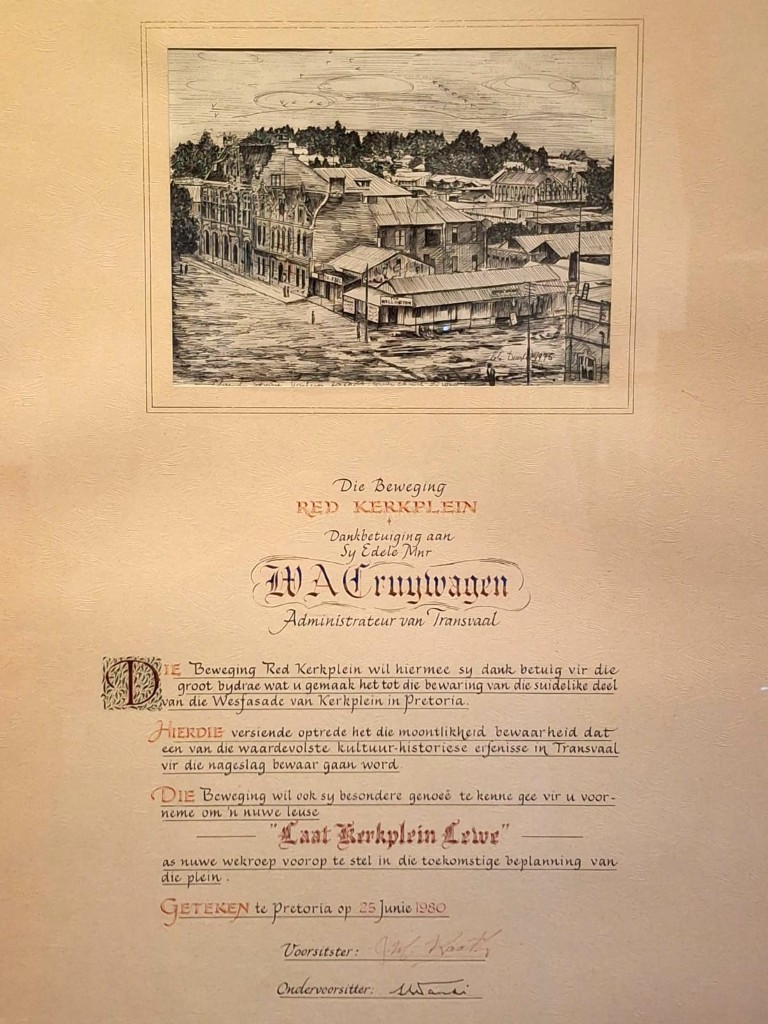 WELLINGTON
1975
Die Beweging
RED KERKPLEIN
Dankbetuiging aan
Sy Edele Mnr
W A Cruywagen
Administrateur van Transvaal
DIE Beweging Red Kerkplein wil hiermee sy dank betuig vir die
groot bydrae wat u gemaak het tot die bewaring van die suidelike deel
van die Wesfasade van Kerkplein in Pretoria.
HIERDIE versiende optrede het die moontlikheid bewaarheid dat
een van die waardevolste kultuur-historiese erfenisse in Transvaal
vir die nageslag bewaar gaan word.
DIE Beweging wil ook sy besondere genoeë te kenne gee vir u voor-
neme om 'n nuwe leuse
"Laat Kerkplein Lewe"
as nuwe wekroep voorop te stel in die toekomstige beplanning van
die plein.
GETEKEN te Pretoria op 25 Junie 1980
Voorsitster:
Ondervoorsitter: